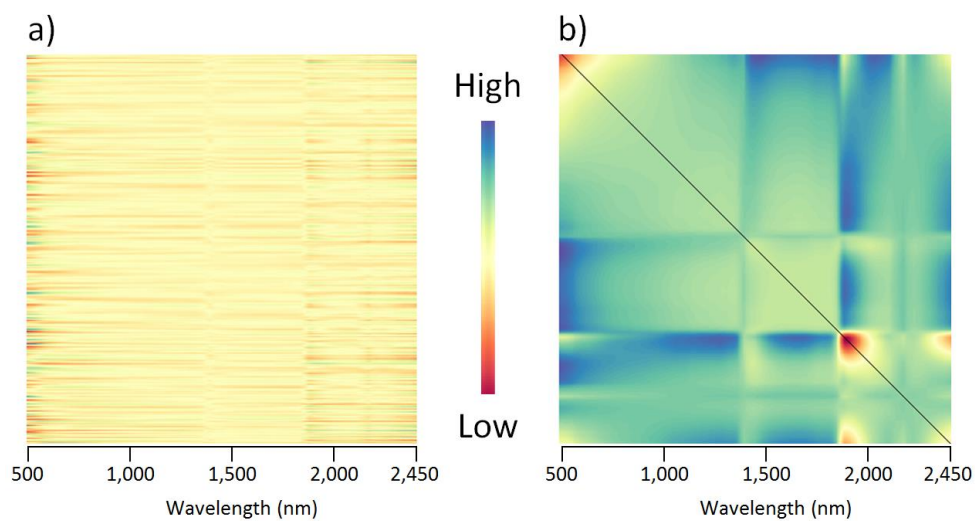 a)
b)
High
Low
500 1,000 1,500 2,000 2,450
Wavelength (nm)
500 1,000 1,500 2,000 2,450
Wavelength (nm)